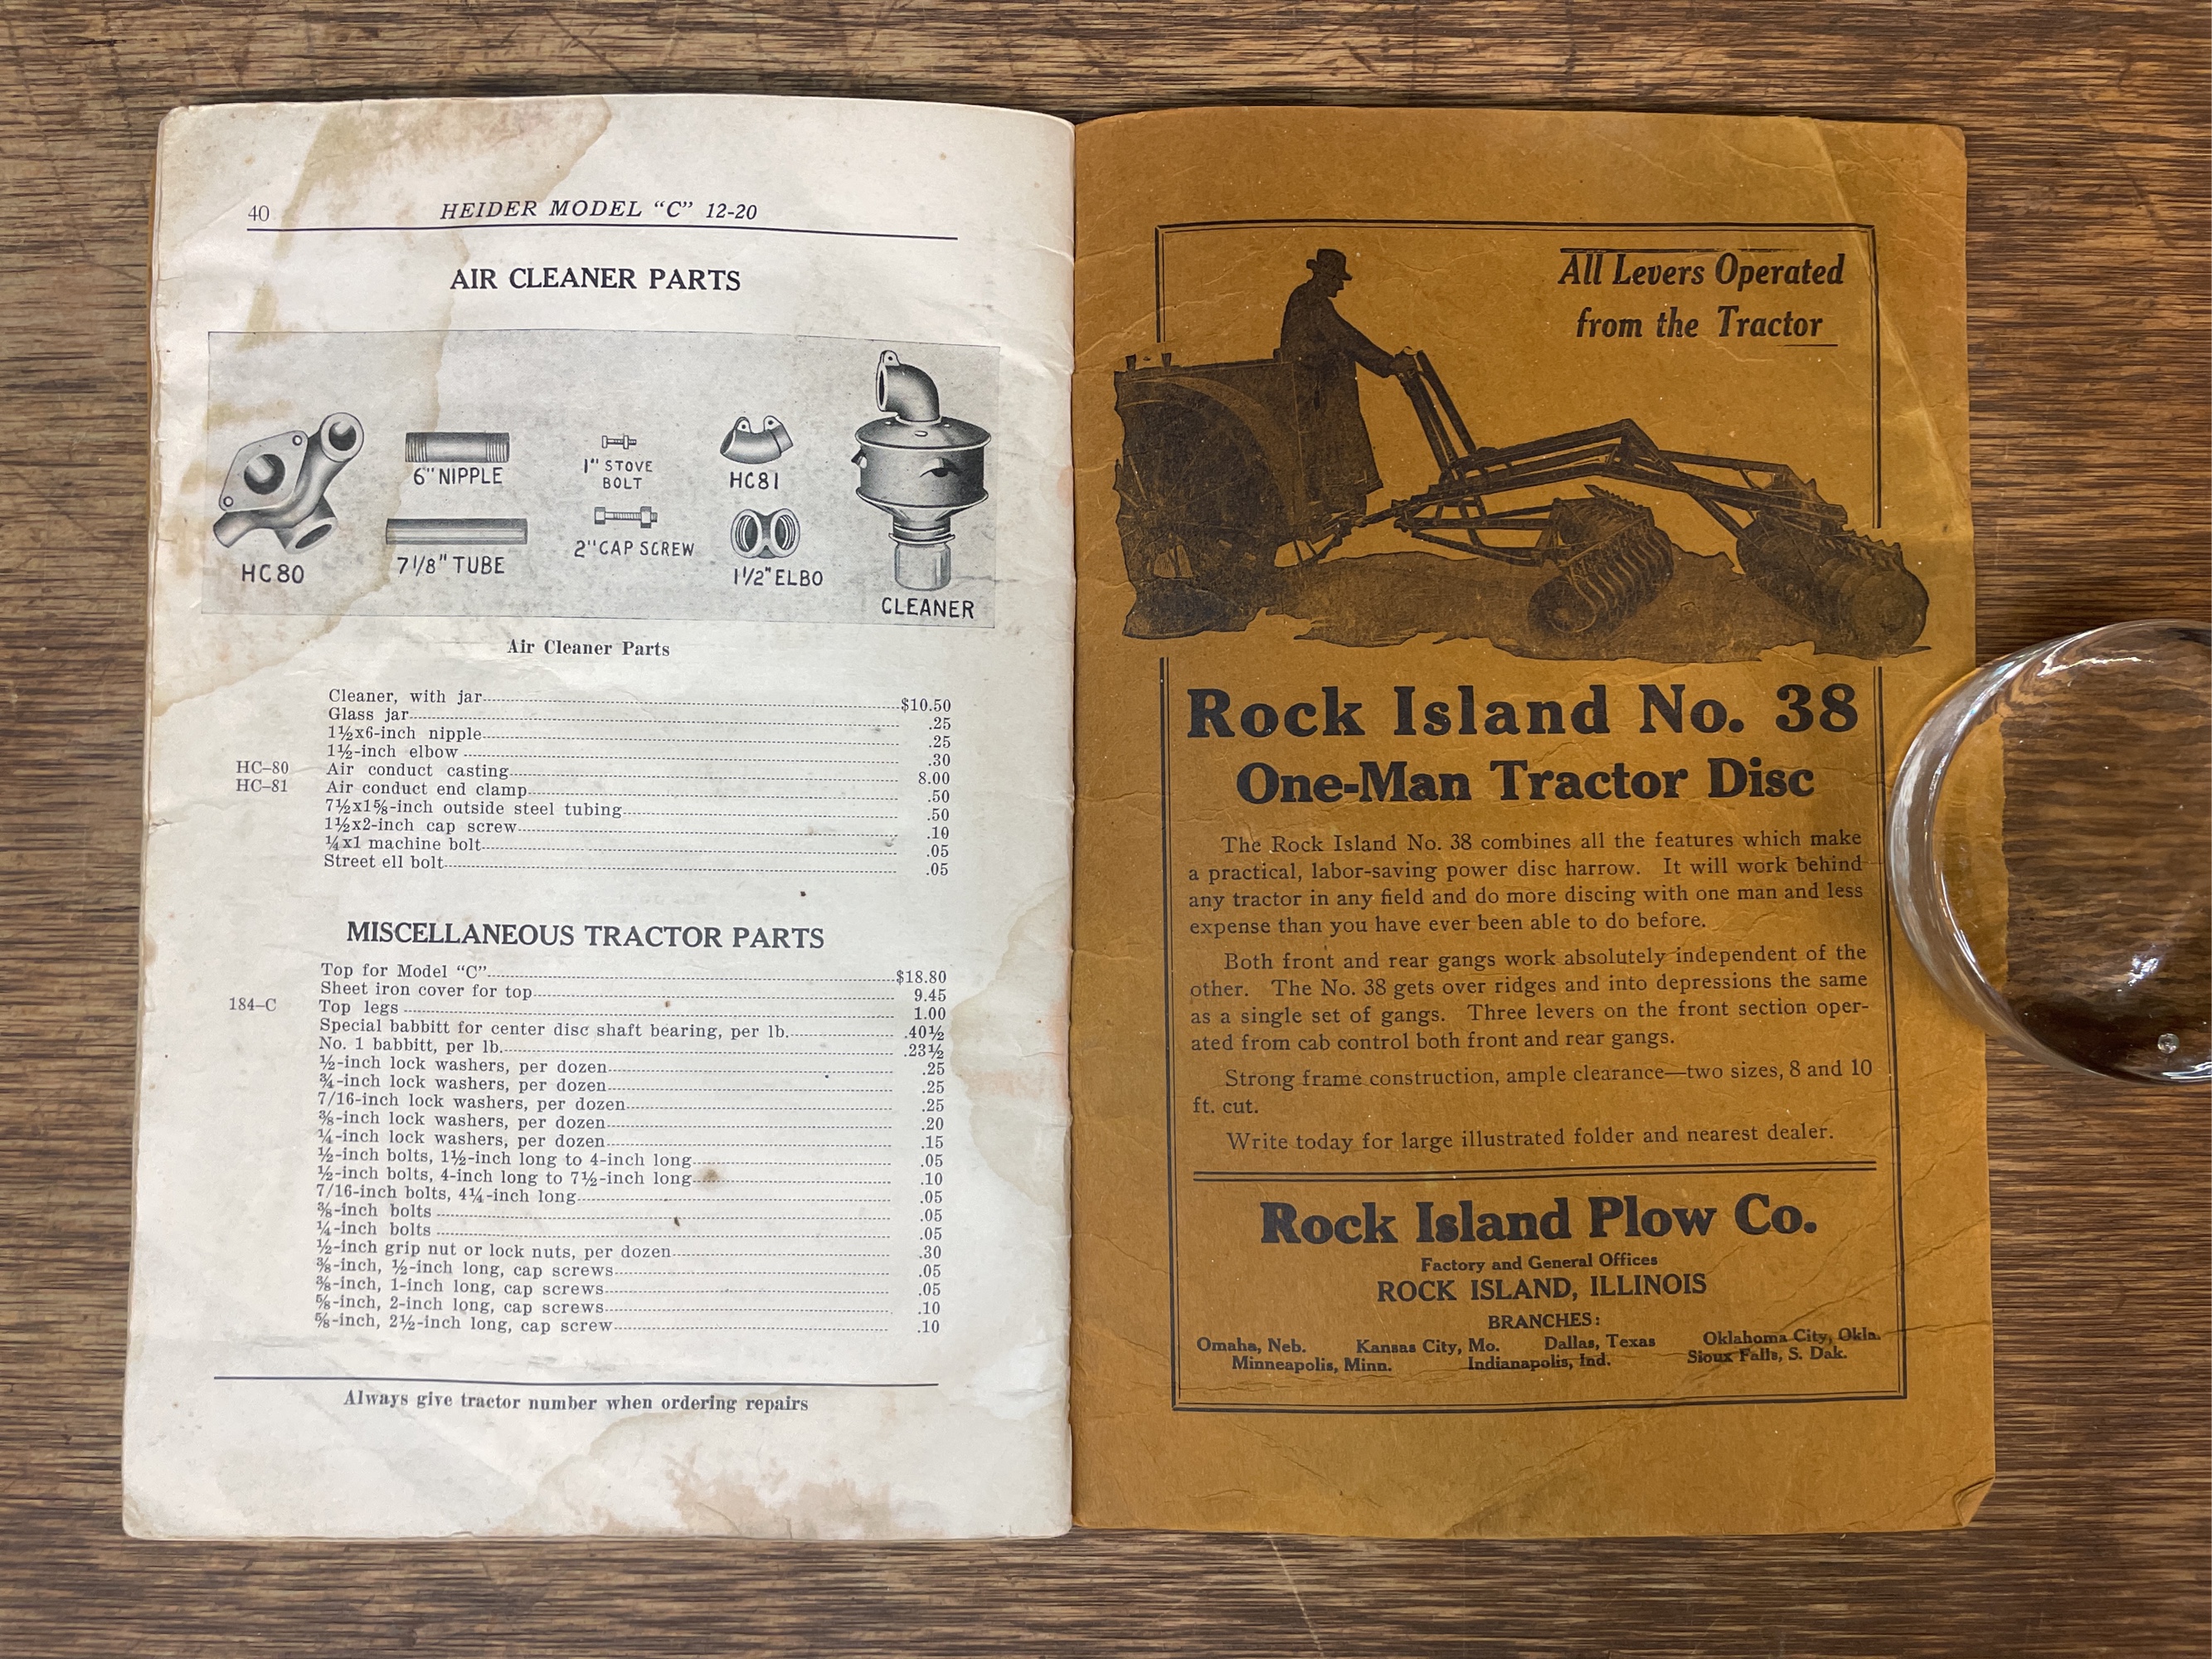 40
HEIDER MODEL "C" 12-20
AIR CLEANER PARTS
HC80
6" NIPPLE
7 1/8" TUBE
1" STOVE
BOLT
2" CAP SCREW
HC81
1 1/2" ELBO
CLEANER
Air Cleaner Parts
Cleaner, with jar $10.50
Glass jar .25
1½x6-inch nipple .25
1½-inch elbow .30
HC–80 Air conduct casting 8.00
HC–81 Air conduct end clamp .50
7½x1⅝-inch outside steel tubing .50
1½x2-inch cap screw .10
¼x1 machine bolt .05
Street ell bolt .05
MISCELLANEOUS TRACTOR PARTS
Top for Model "C" $18.80
Sheet iron cover for top 9.45
184–C Top legs 1.00
Special babbitt for center disc shaft bearing, per lb. .40½
No. 1 babbitt, per lb. .23½
½-inch lock washers, per dozen .25
¾-inch lock washers, per dozen .25
7/16-inch lock washers, per dozen .25
⅜-inch lock washers, per dozen .20
¼-inch lock washers, per dozen .15
½-inch bolts, 1½-inch long to 4-inch long .05
½-inch bolts, 4-inch long to 7½-inch long .10
7/16-inch bolts, 4¼-inch long .05
⅜-inch bolts .05
¼-inch bolts .05
½-inch grip nut or lock nuts, per dozen .30
⅜-inch, ½-inch long, cap screws .05
⅜-inch, 1-inch long, cap screws .05
⅝-inch, 2-inch long, cap screws .10
⅝-inch, 2½-inch long, cap screw .10
Always give tractor number when ordering repairs
All Levers Operated
from the Tractor
Rock Island No. 38
One-Man Tractor Disc
The Rock Island No. 38 combines all the features which make
a practical, labor-saving power disc harrow. It will work behind
any tractor in any field and do more discing with one man and less
expense than you have ever been able to do before.
Both front and rear gangs work absolutely independent of the
other. The No. 38 gets over ridges and into depressions the same
as a single set of gangs. Three levers on the front section oper-
ated from cab control both front and rear gangs.
Strong frame construction, ample clearance—two sizes, 8 and 10
ft. cut.
Write today for large illustrated folder and nearest dealer.
Rock Island Plow Co.
Factory and General Offices
ROCK ISLAND, ILLINOIS
BRANCHES:
Omaha, Neb. Kansas City, Mo. Dallas, Texas Oklahoma City, Okla.
Minneapolis, Minn. Indianapolis, Ind. Sioux Falls, S. Dak.